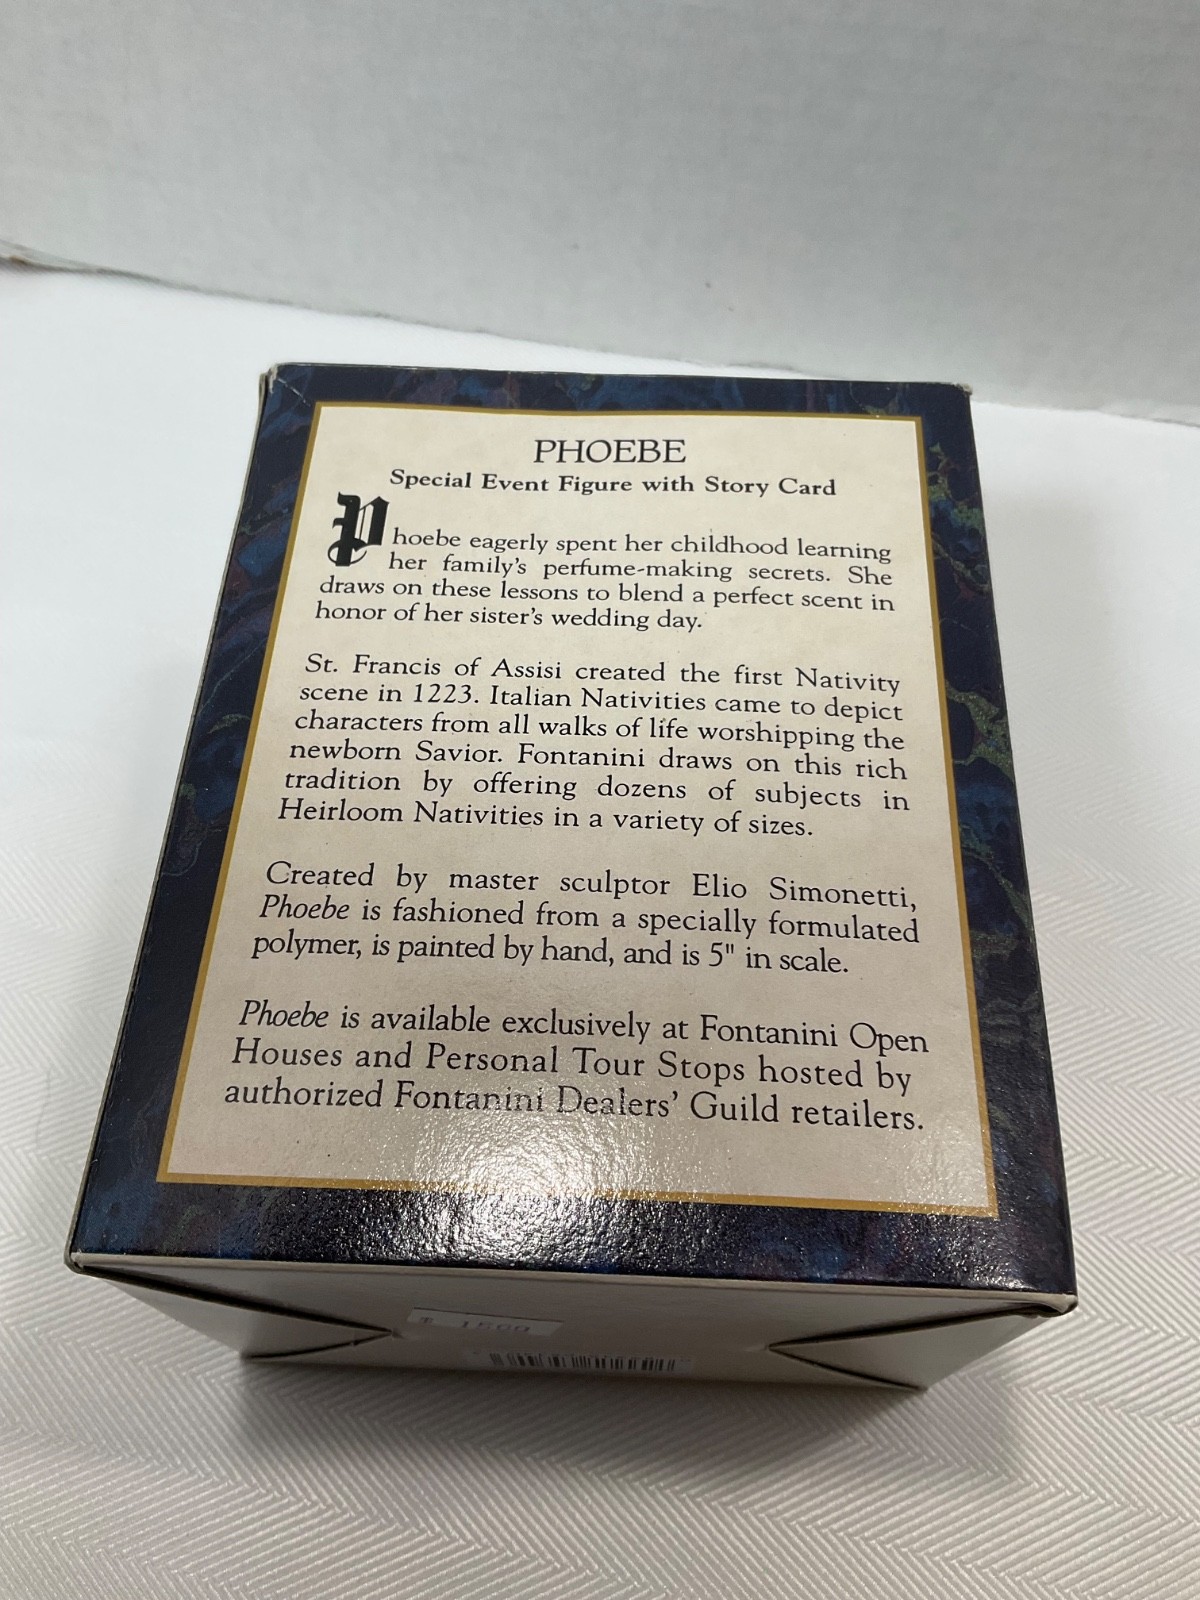 PHOEBE
Special Event Figure with Story Card
Phoebe eagerly spent her childhood learning
her family's perfume-making secrets. She
draws on these lessons to blend a perfect scent in
honor of her sister's wedding day.
St. Francis of Assisi created the first Nativity
scene in 1223. Italian Nativities came to depict
characters from all walks of life worshipping the
newborn Savior. Fontanini draws on this rich
tradition by offering dozens of subjects in
Heirloom Nativities in a variety of sizes.
Created by master sculptor Elio Simonetti,
Phoebe is fashioned from a specially formulated
polymer, is painted by hand, and is 5" in scale.
Phoebe is available exclusively at Fontanini Open
Houses and Personal Tour Stops hosted by
authorized Fontanini Dealers' Guild retailers.